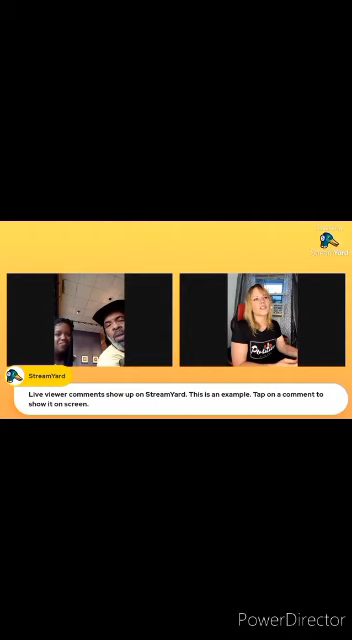 StreamYard
StreamYard
Live viewer comments show up on StreamYard. This is an example. Tap on a comment to
show it on screen.
PowerDirector